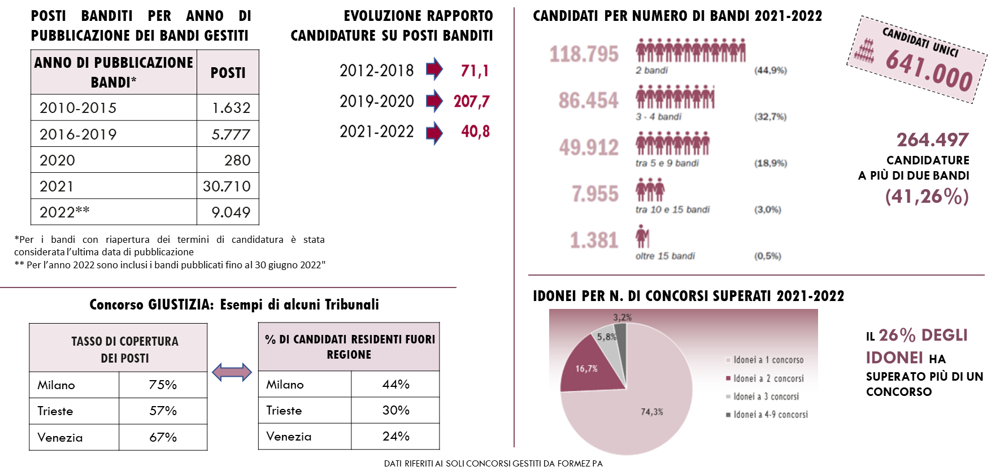 POSTI BANDITI PER ANNO DI
PUBBLICAZIONE DEI BANDI GESTITI
ANNO DI PUBBLICAZIONE
BANDI*
POSTI
2010-2015 1.632
2016-2019 5.777
2020 280
2021 30.710
2022** 9.049
*Per i bandi con riapertura dei termini di candidatura è stata
considerata l'ultima data di pubblicazione
** Per l'anno 2022 sono inclusi i bandi pubblicati fino al 30 giugno 2022"
EVOLUZIONE RAPPORTO
CANDIDATURE SU POSTI BANDITI
2012-2018 71,1
2019-2020 207,7
2021-2022 40,8
Concorso GIUSTIZIA: Esempi di alcuni Tribunali
TASSO DI COPERTURA
DEI POSTI
Milano 75%
Trieste 57%
Venezia 67%
% DI CANDIDATI RESIDENTI FUORI
REGIONE
Milano 44%
Trieste 30%
Venezia 24%
CANDIDATI PER NUMERO DI BANDI 2021-2022
118.795
2 bandi (44,9%)
86.454
3 - 4 bandi (32,7%)
49.912
tra 5 e 9 bandi (18,9%)
7.955
tra 10 e 15 bandi (3,0%)
1.381
oltre 15 bandi (0,5%)
CANDIDATI UNICI
641.000
264.497
CANDIDATURE
A PIÙ DI DUE BANDI
(41,26%)
IDONEI PER N. DI CONCORSI SUPERATI 2021-2022
3,2%
5,8%
16,7%
74,3%
Idonei a 1 concorso
Idonei a 2 concorsi
Idonei a 3 concorsi
Idonei a 4-9 concorsi
IL 26% DEGLI
IDONEI HA
SUPERATO PIÙ DI UN
CONCORSO
DATI RIFERITI AI SOLI CONCORSI GESTITI DA FORMEZ PA